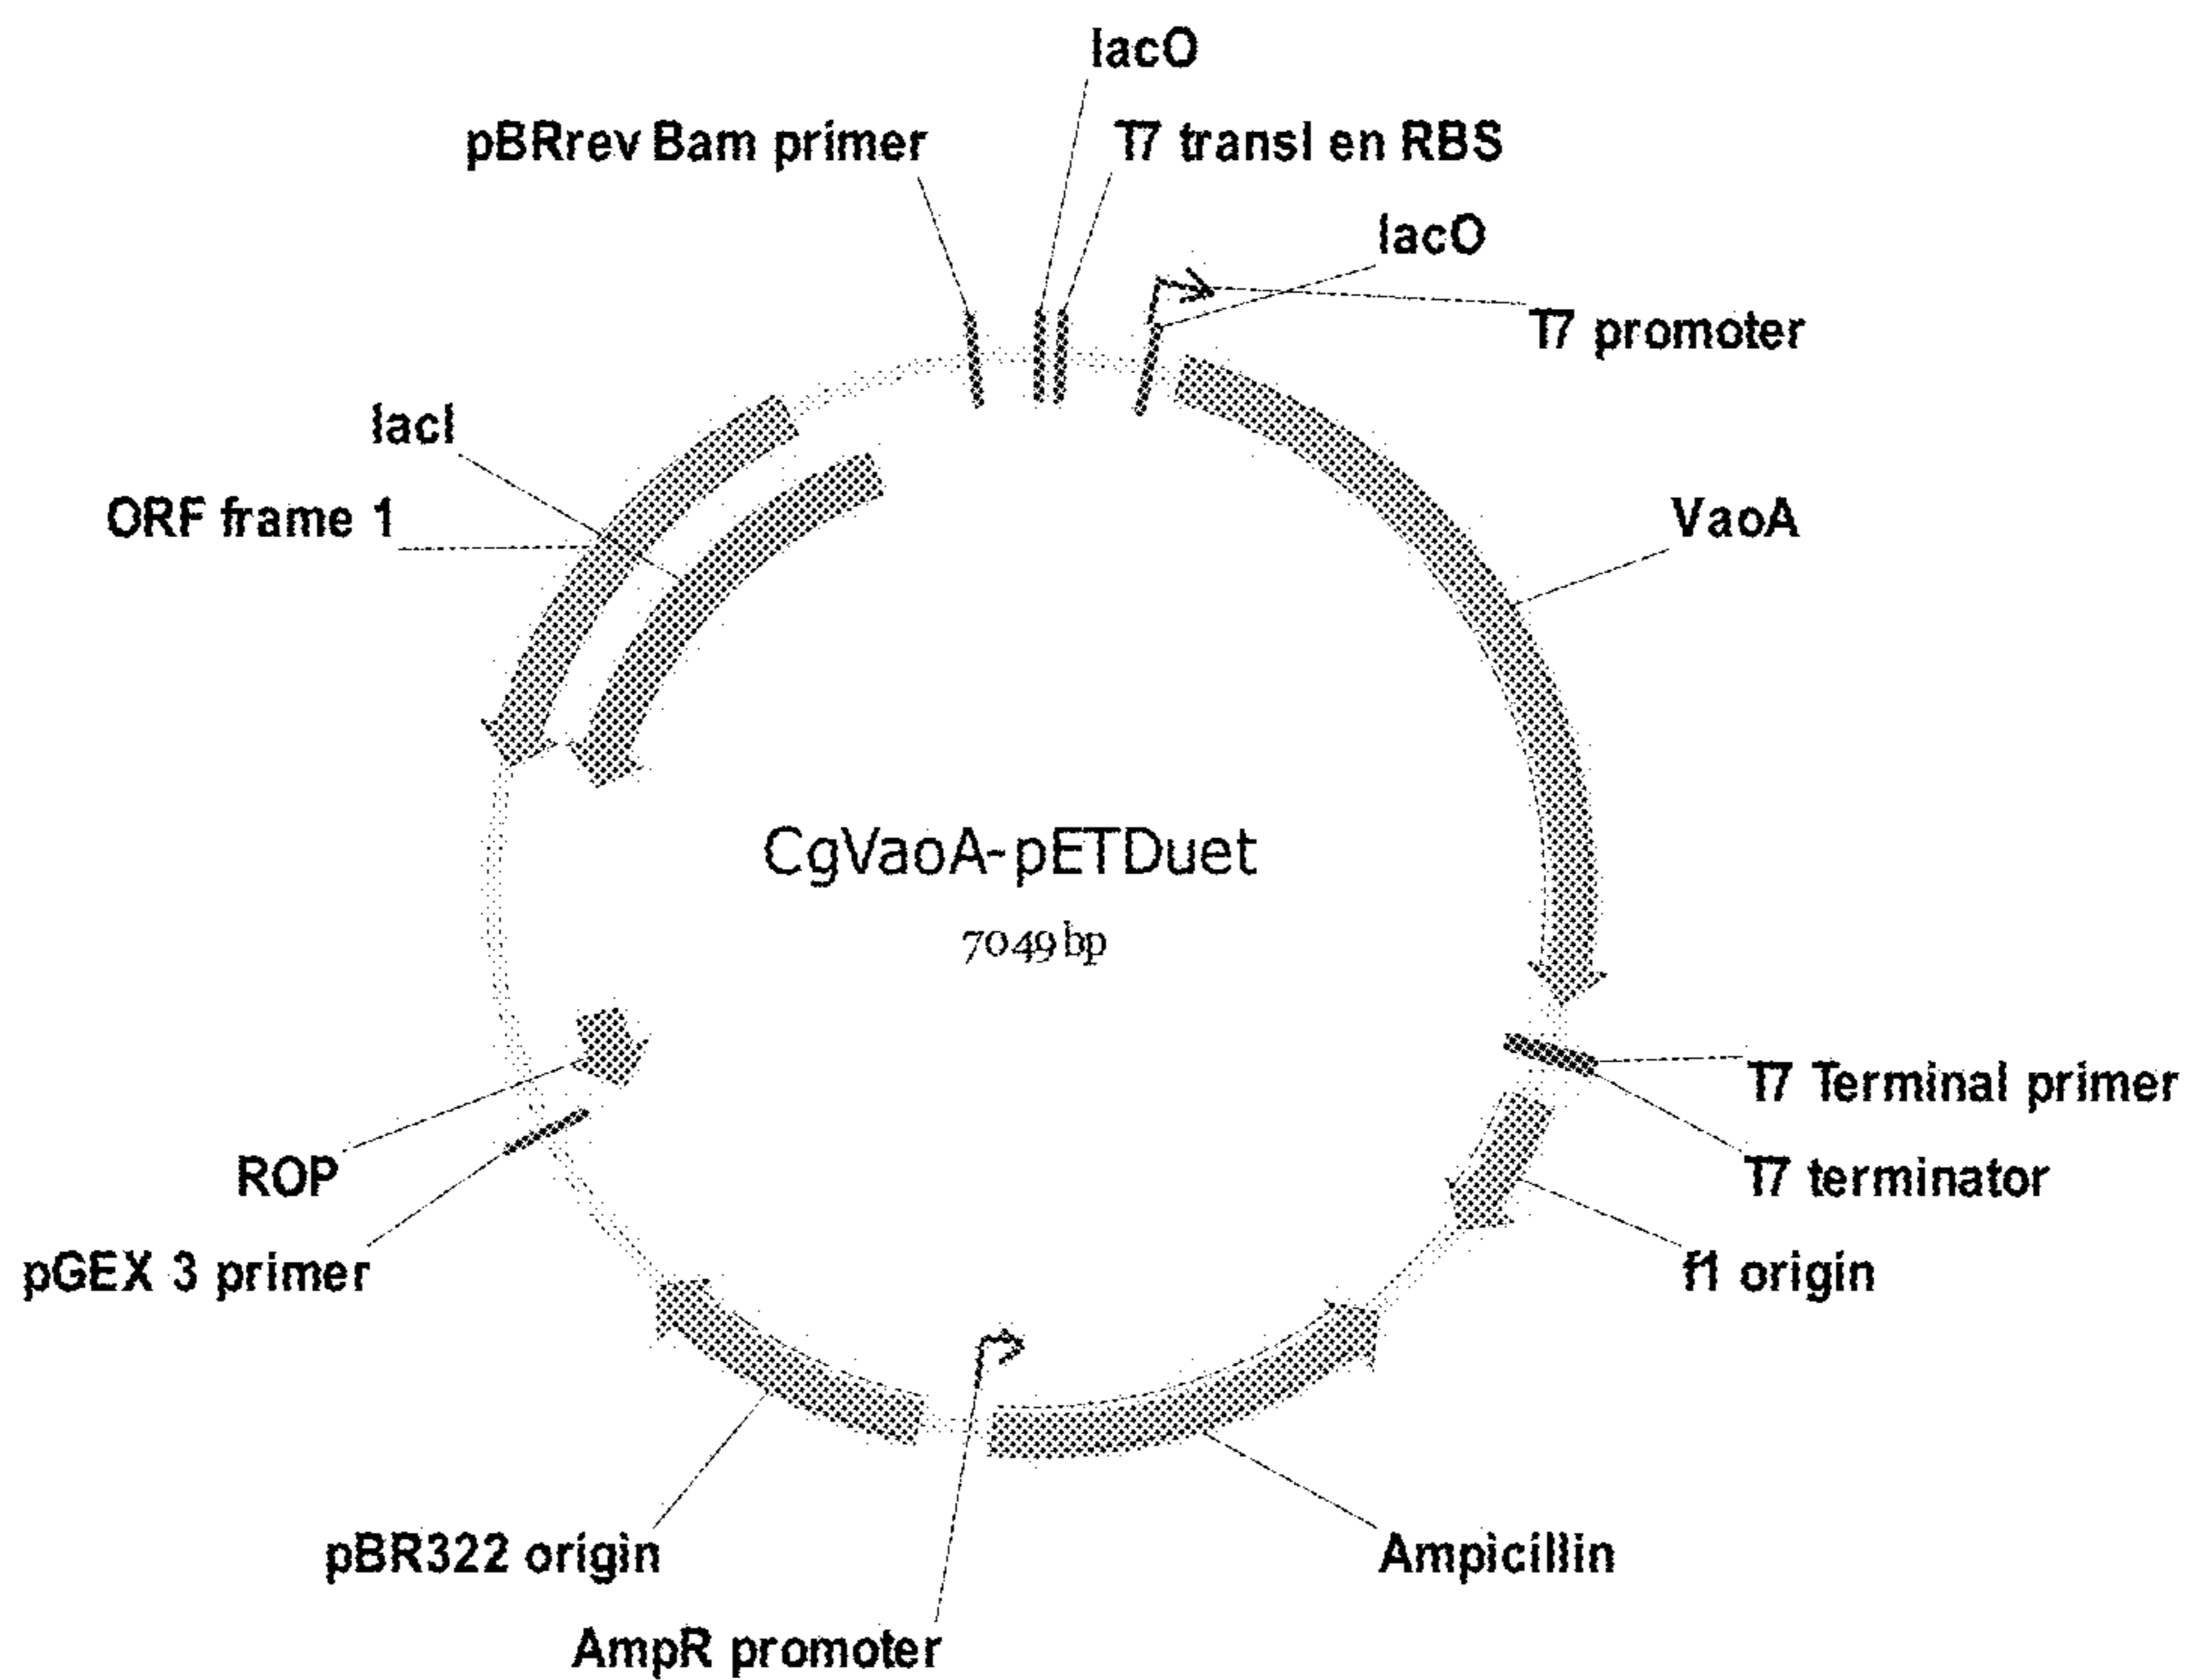 lacO
pBRrev Bam primer
T7 transl en RBS
lacO
T7 promoter
lacI
ORF frame 1
VaoA
CgVaoA-pETDuet
7049 bp
T7 Terminal primer
ROP
T7 terminator
pGEX 3 primer
f1 origin
pBR322 origin
Ampicillin
AmpR promoter